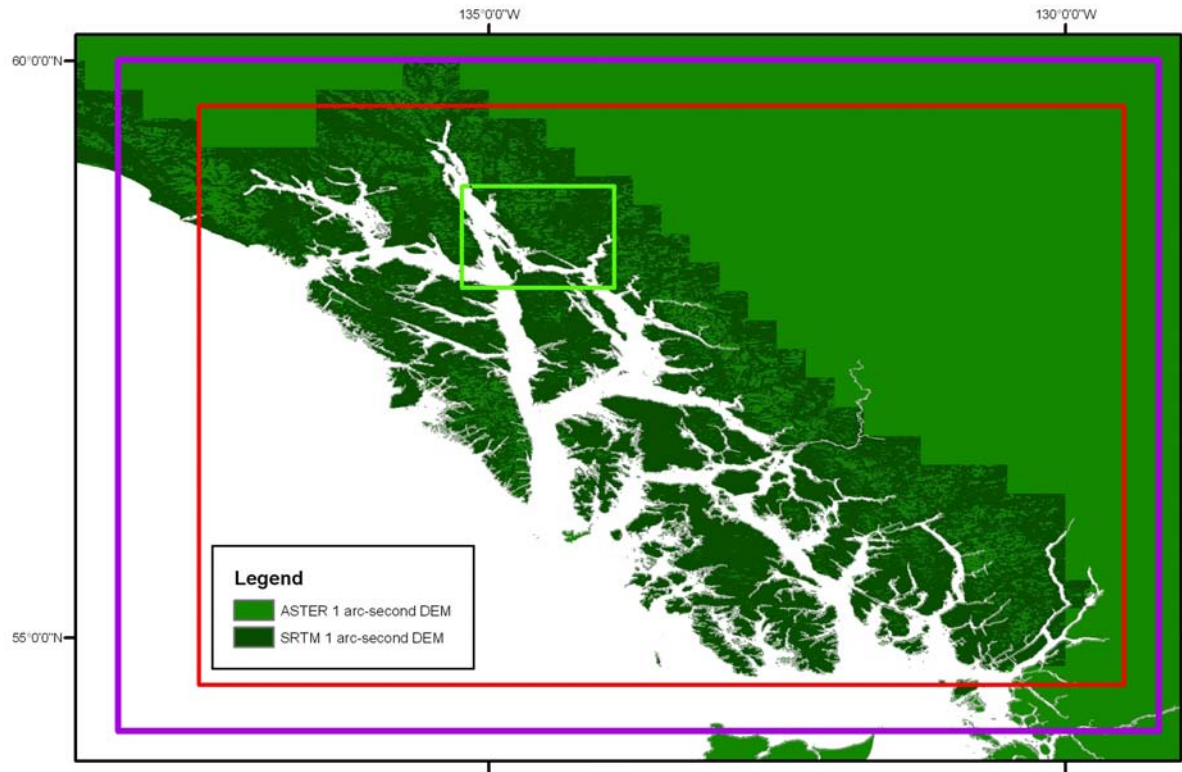 135°0'0"W
130°0'0"W
60°0'0"N
55°0'0"N
Legend
ASTER 1 arc-second DEM
SRTM 1 arc-second DEM